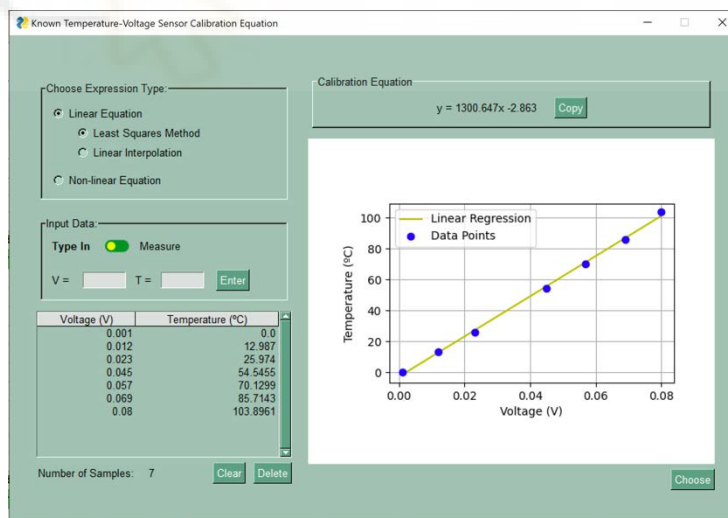 Known Temperature-Voltage Sensor Calibration Equation
Choose Expression Type:
Linear Equation
Least Squares Method
Linear Interpolation
Non-linear Equation
Input Data:
Type In Measure
V = T = Enter
Voltage (V) Temperature (ºC)
0.001 0.0
0.012 12.987
0.023 25.974
0.045 54.5455
0.057 70.1299
0.069 85.7143
0.08 103.8961
Number of Samples: 7 Clear Delete
Calibration Equation
y = 1300.647x -2.863 Copy
Linear Regression
Data Points
Temperature (ºC)
100
80
60
40
20
0
0.00 0.02 0.04 0.06 0.08
Voltage (V)
Choose